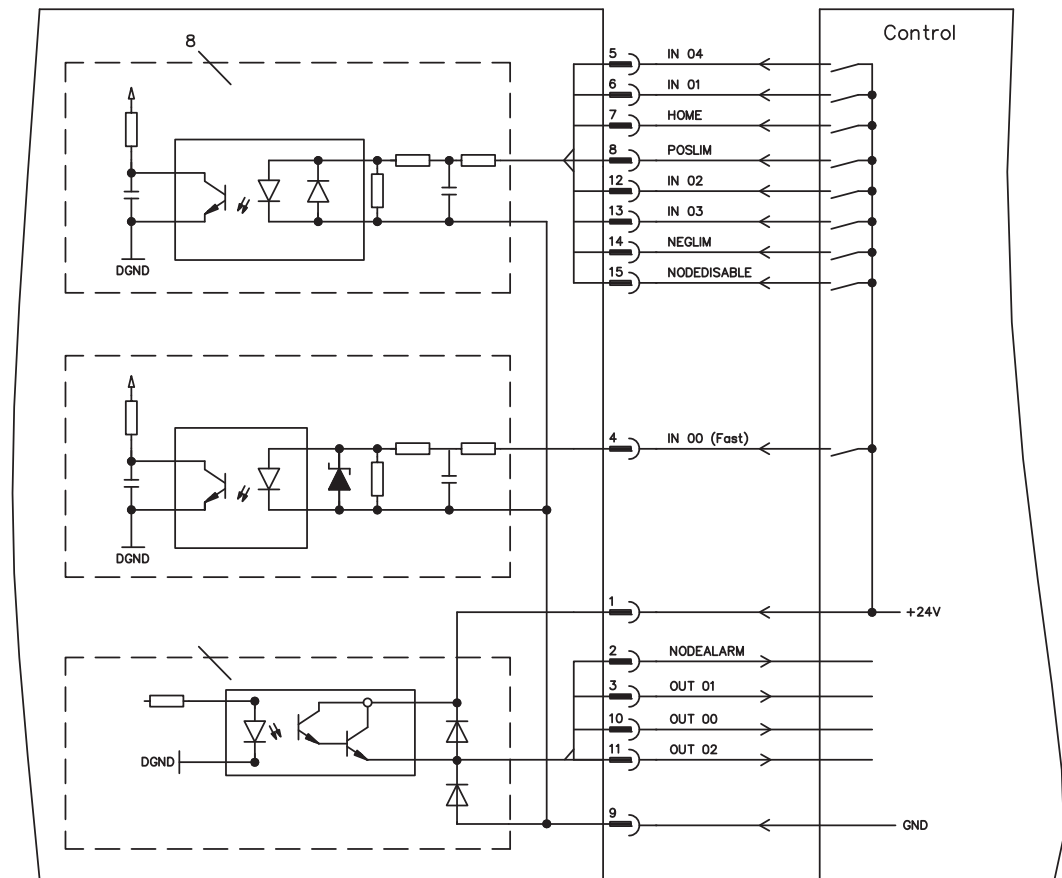 Control
8
5 IN 04
6 IN 01
7 HOME
8 POSLIM
12 IN 02
13 IN 03
14 NEGLIM
15 NODEDISABLE
DGND
4 IN 00 (Fast)
DGND
1 +24V
2 NODEALARM
3 OUT 01
10 OUT 00
11 OUT 02
DGND
9 GND